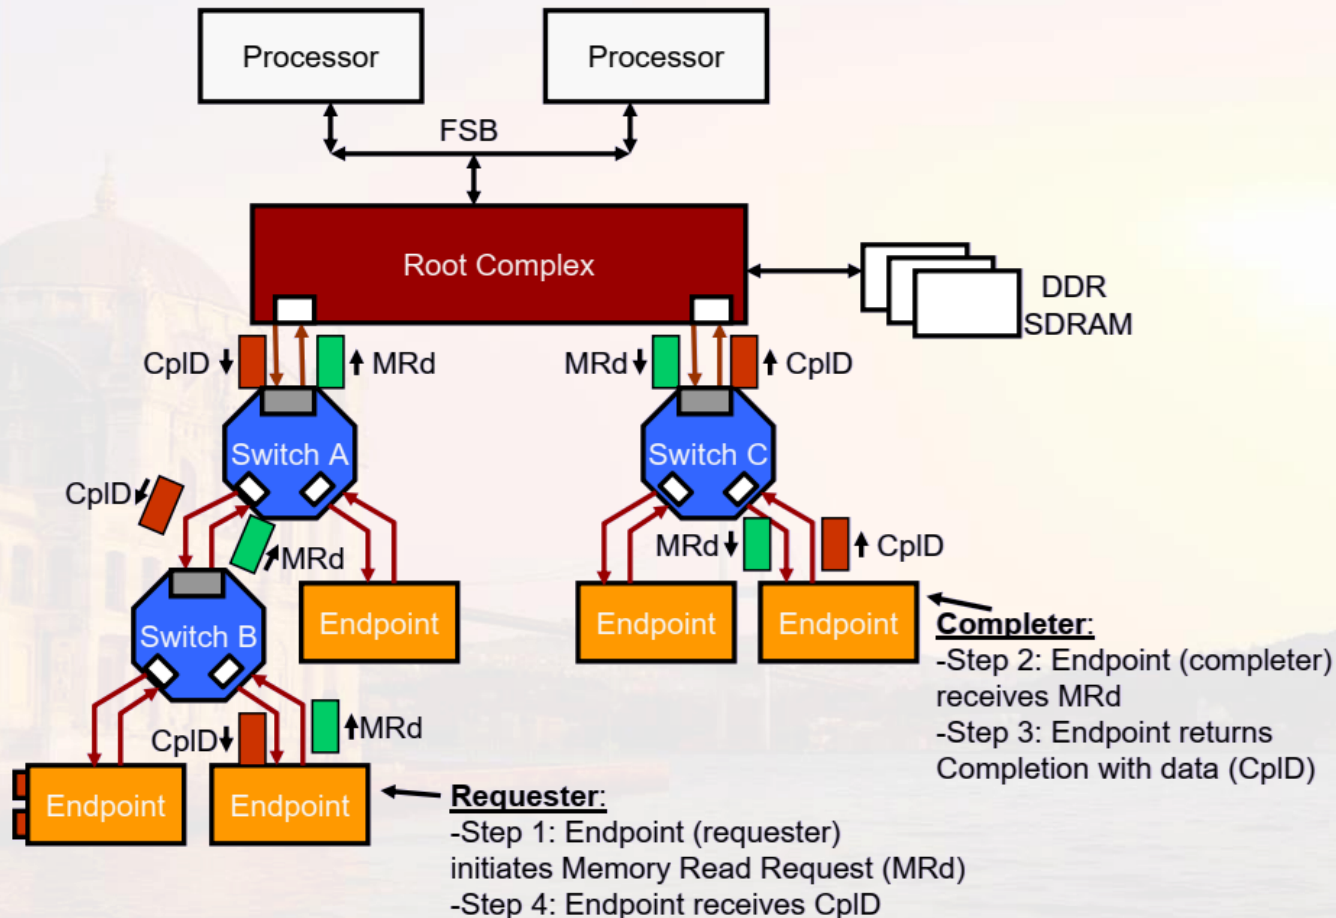 Processor
Processor
FSB
Root Complex
DDR
SDRAM
CplD
MRd
MRd
CplD
Switch A
Switch C
CplD
MRd
MRd
CplD
Endpoint
Endpoint
Endpoint
Switch B
Completer:
-Step 2: Endpoint (completer)
receives MRd
-Step 3: Endpoint returns
Completion with data (CplD)
CplD
MRd
Endpoint
Endpoint
Requester:
-Step 1: Endpoint (requester)
initiates Memory Read Request (MRd)
-Step 4: Endpoint receives CplD